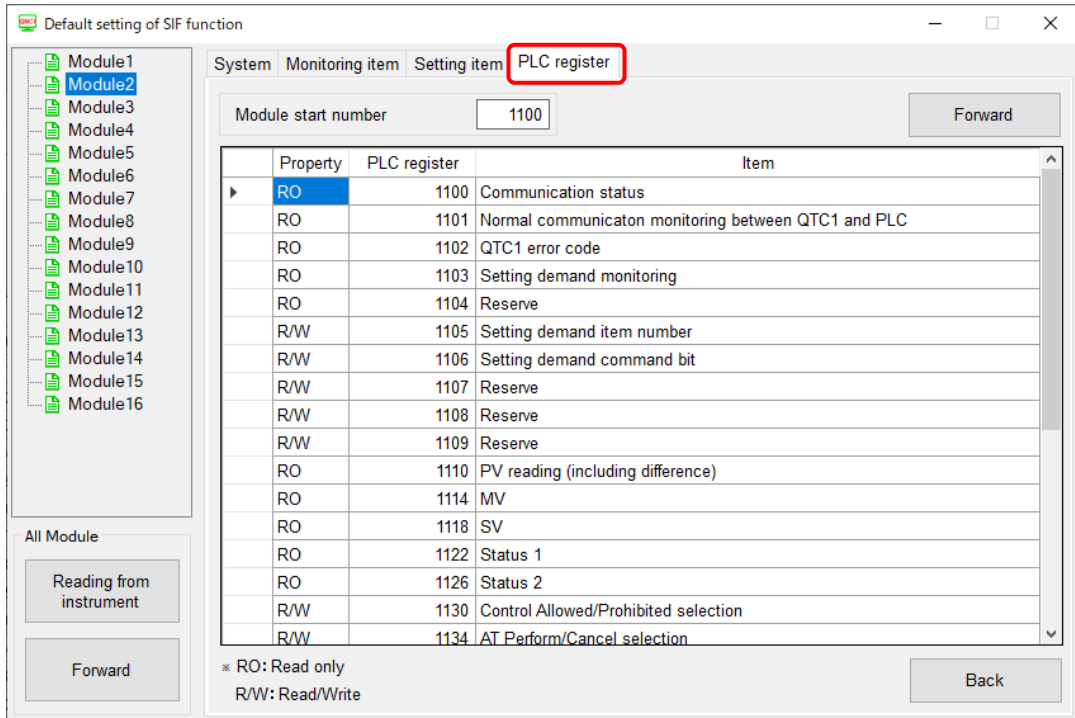 QMC1 Default setting of SIF function
Module1
Module2
Module3
Module4
Module5
Module6
Module7
Module8
Module9
Module10
Module11
Module12
Module13
Module14
Module15
Module16
All Module
Reading from
instrument
Forward
System Monitoring item Setting item PLC register
Module start number 1100 Forward
Property PLC register Item
RO 1100 Communication status
RO 1101 Normal communicaton monitoring between QTC1 and PLC
RO 1102 QTC1 error code
RO 1103 Setting demand monitoring
RO 1104 Reserve
R/W 1105 Setting demand item number
R/W 1106 Setting demand command bit
R/W 1107 Reserve
R/W 1108 Reserve
R/W 1109 Reserve
RO 1110 PV reading (including difference)
RO 1114 MV
RO 1118 SV
RO 1122 Status 1
RO 1126 Status 2
R/W 1130 Control Allowed/Prohibited selection
R/W 1134 AT Perform/Cancel selection
※ RO: Read only
R/W: Read/Write
Back